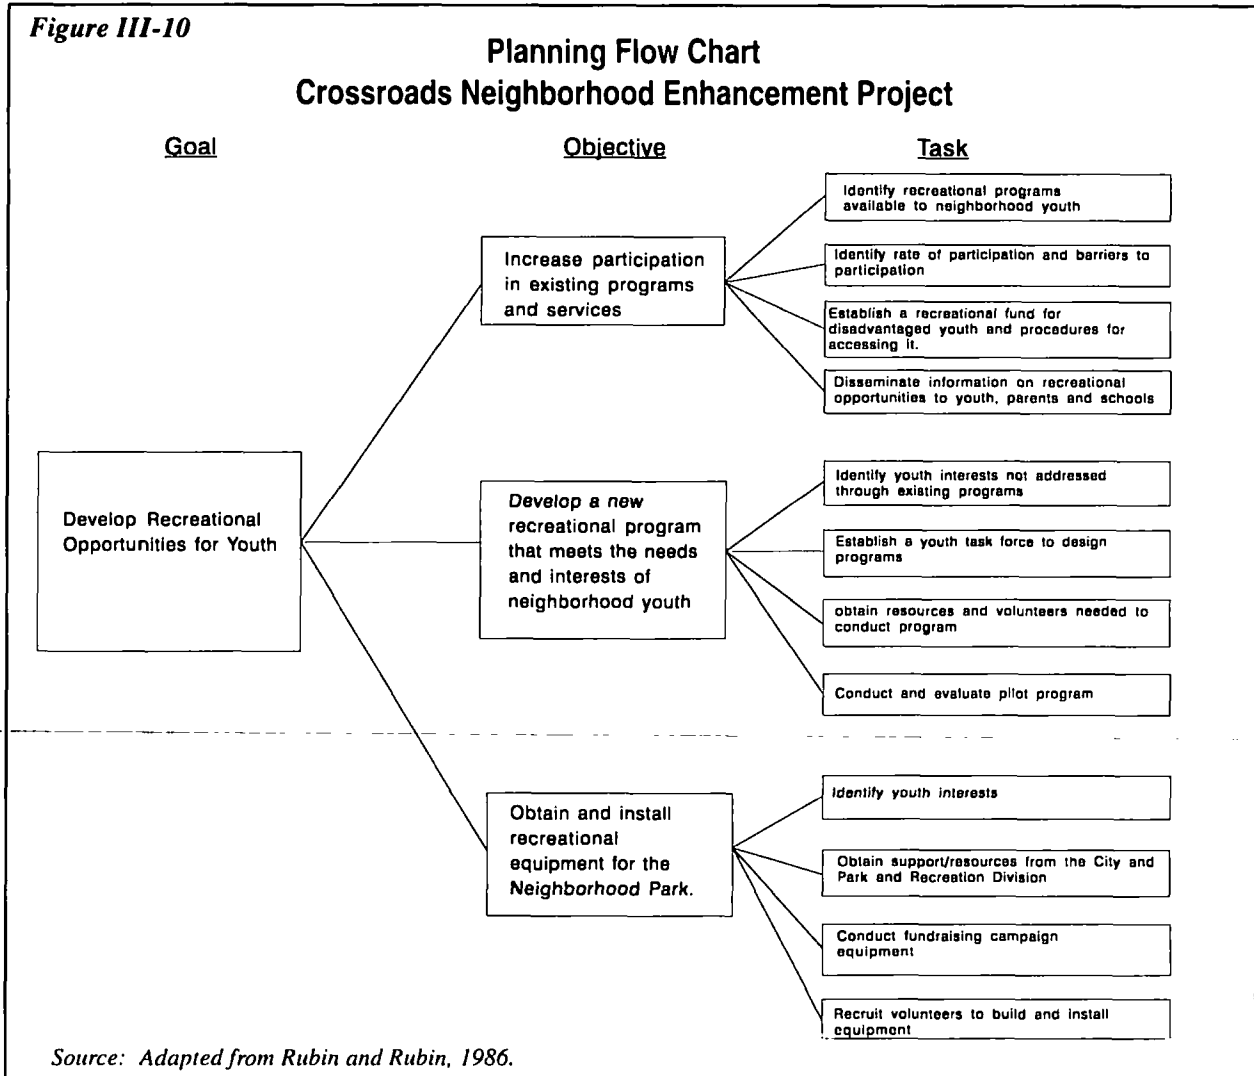 Figure III-10
Planning Flow Chart
Crossroads Neighborhood Enhancement Project
Goal
Objective
Task
Develop Recreational
Opportunities for Youth
Increase participation
in existing programs
and services
Identify recreational programs
available to neighborhood youth
Identify rate of participation and barriers to
participation
Establish a recreational fund for
disadvantaged youth and procedures for
accessing it.
Disseminate information on recreational
opportunities to youth, parents and schools
Develop a new
recreational program
that meets the needs
and interests of
neighborhood youth
Identify youth interests not addressed
through existing programs
Establish a youth task force to design
programs
obtain resources and volunteers needed to
conduct program
Conduct and evaluate pilot program
Obtain and install
recreational
equipment for the
Neighborhood Park.
Identify youth interests
Obtain support/resources from the City and
Park and Recreation Division
Conduct fundraising campaign
equipment
Recruit volunteers to build and install
equipment
Source: Adapted from Rubin and Rubin, 1986.